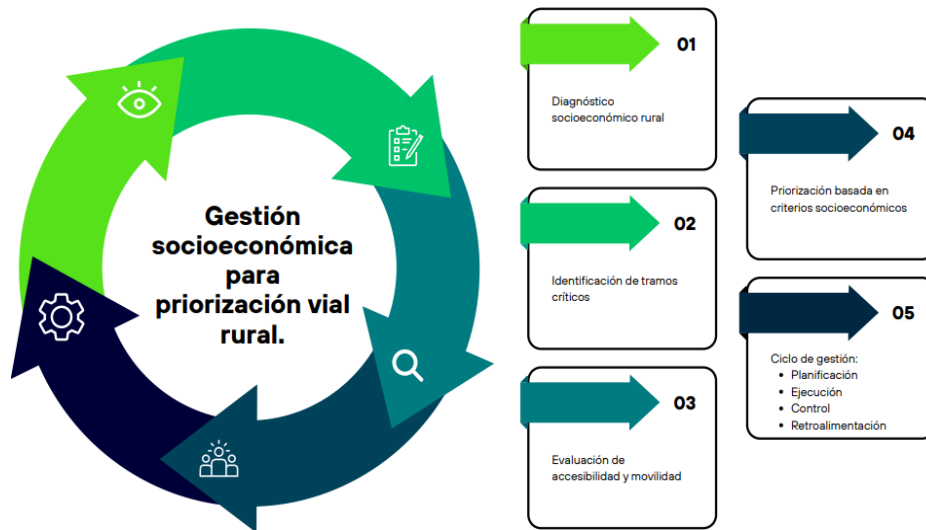 Gestión
socioeconómica
para
priorización vial
rural.
01
Diagnóstico
socioeconómico rural
02
Identificación de tramos
críticos
03
Evaluación de
accesibilidad y movilidad
04
Priorización basada en
criterios socioeconómicos
05
Ciclo de gestión:
• Planificación
• Ejecución
• Control
• Retroalimentación